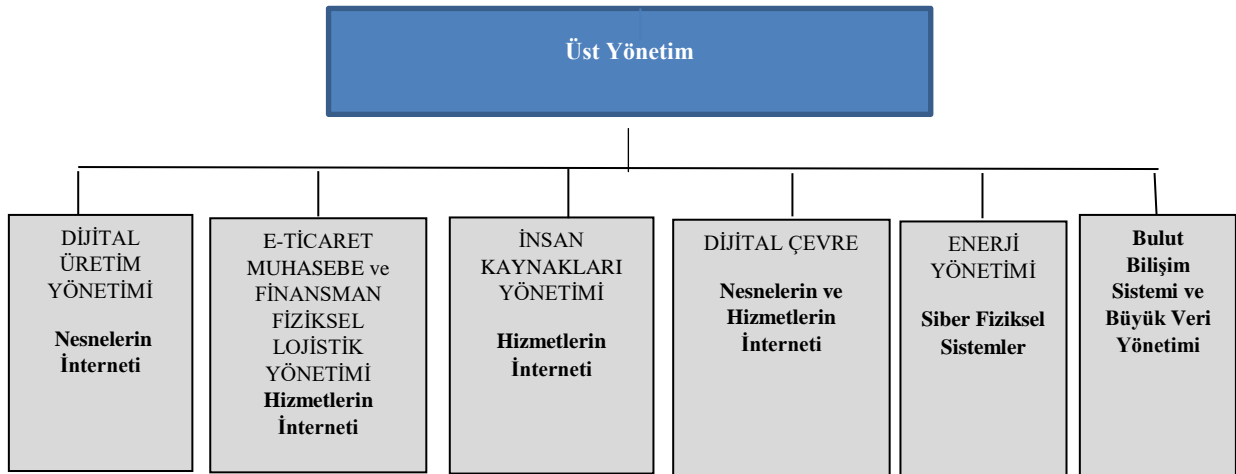 Üst Yönetim
DİJİTAL
ÜRETİM
YÖNETİMİ
Nesnelerin
İnterneti
E-TİCARET
MUHASEBE ve
FİNANSMAN
FİZİKSEL
LOJİSTİK
YÖNETİMİ
Hizmetlerin
İnterneti
İNSAN
KAYNAKLARI
YÖNETİMİ
Hizmetlerin
İnterneti
DİJİTAL ÇEVRE
Nesnelerin ve
Hizmetlerin
İnterneti
ENERJİ
YÖNETİMİ
Siber Fiziksel
Sistemler
Bulut
Bilişim
Sistemi ve
Büyük Veri
Yönetimi